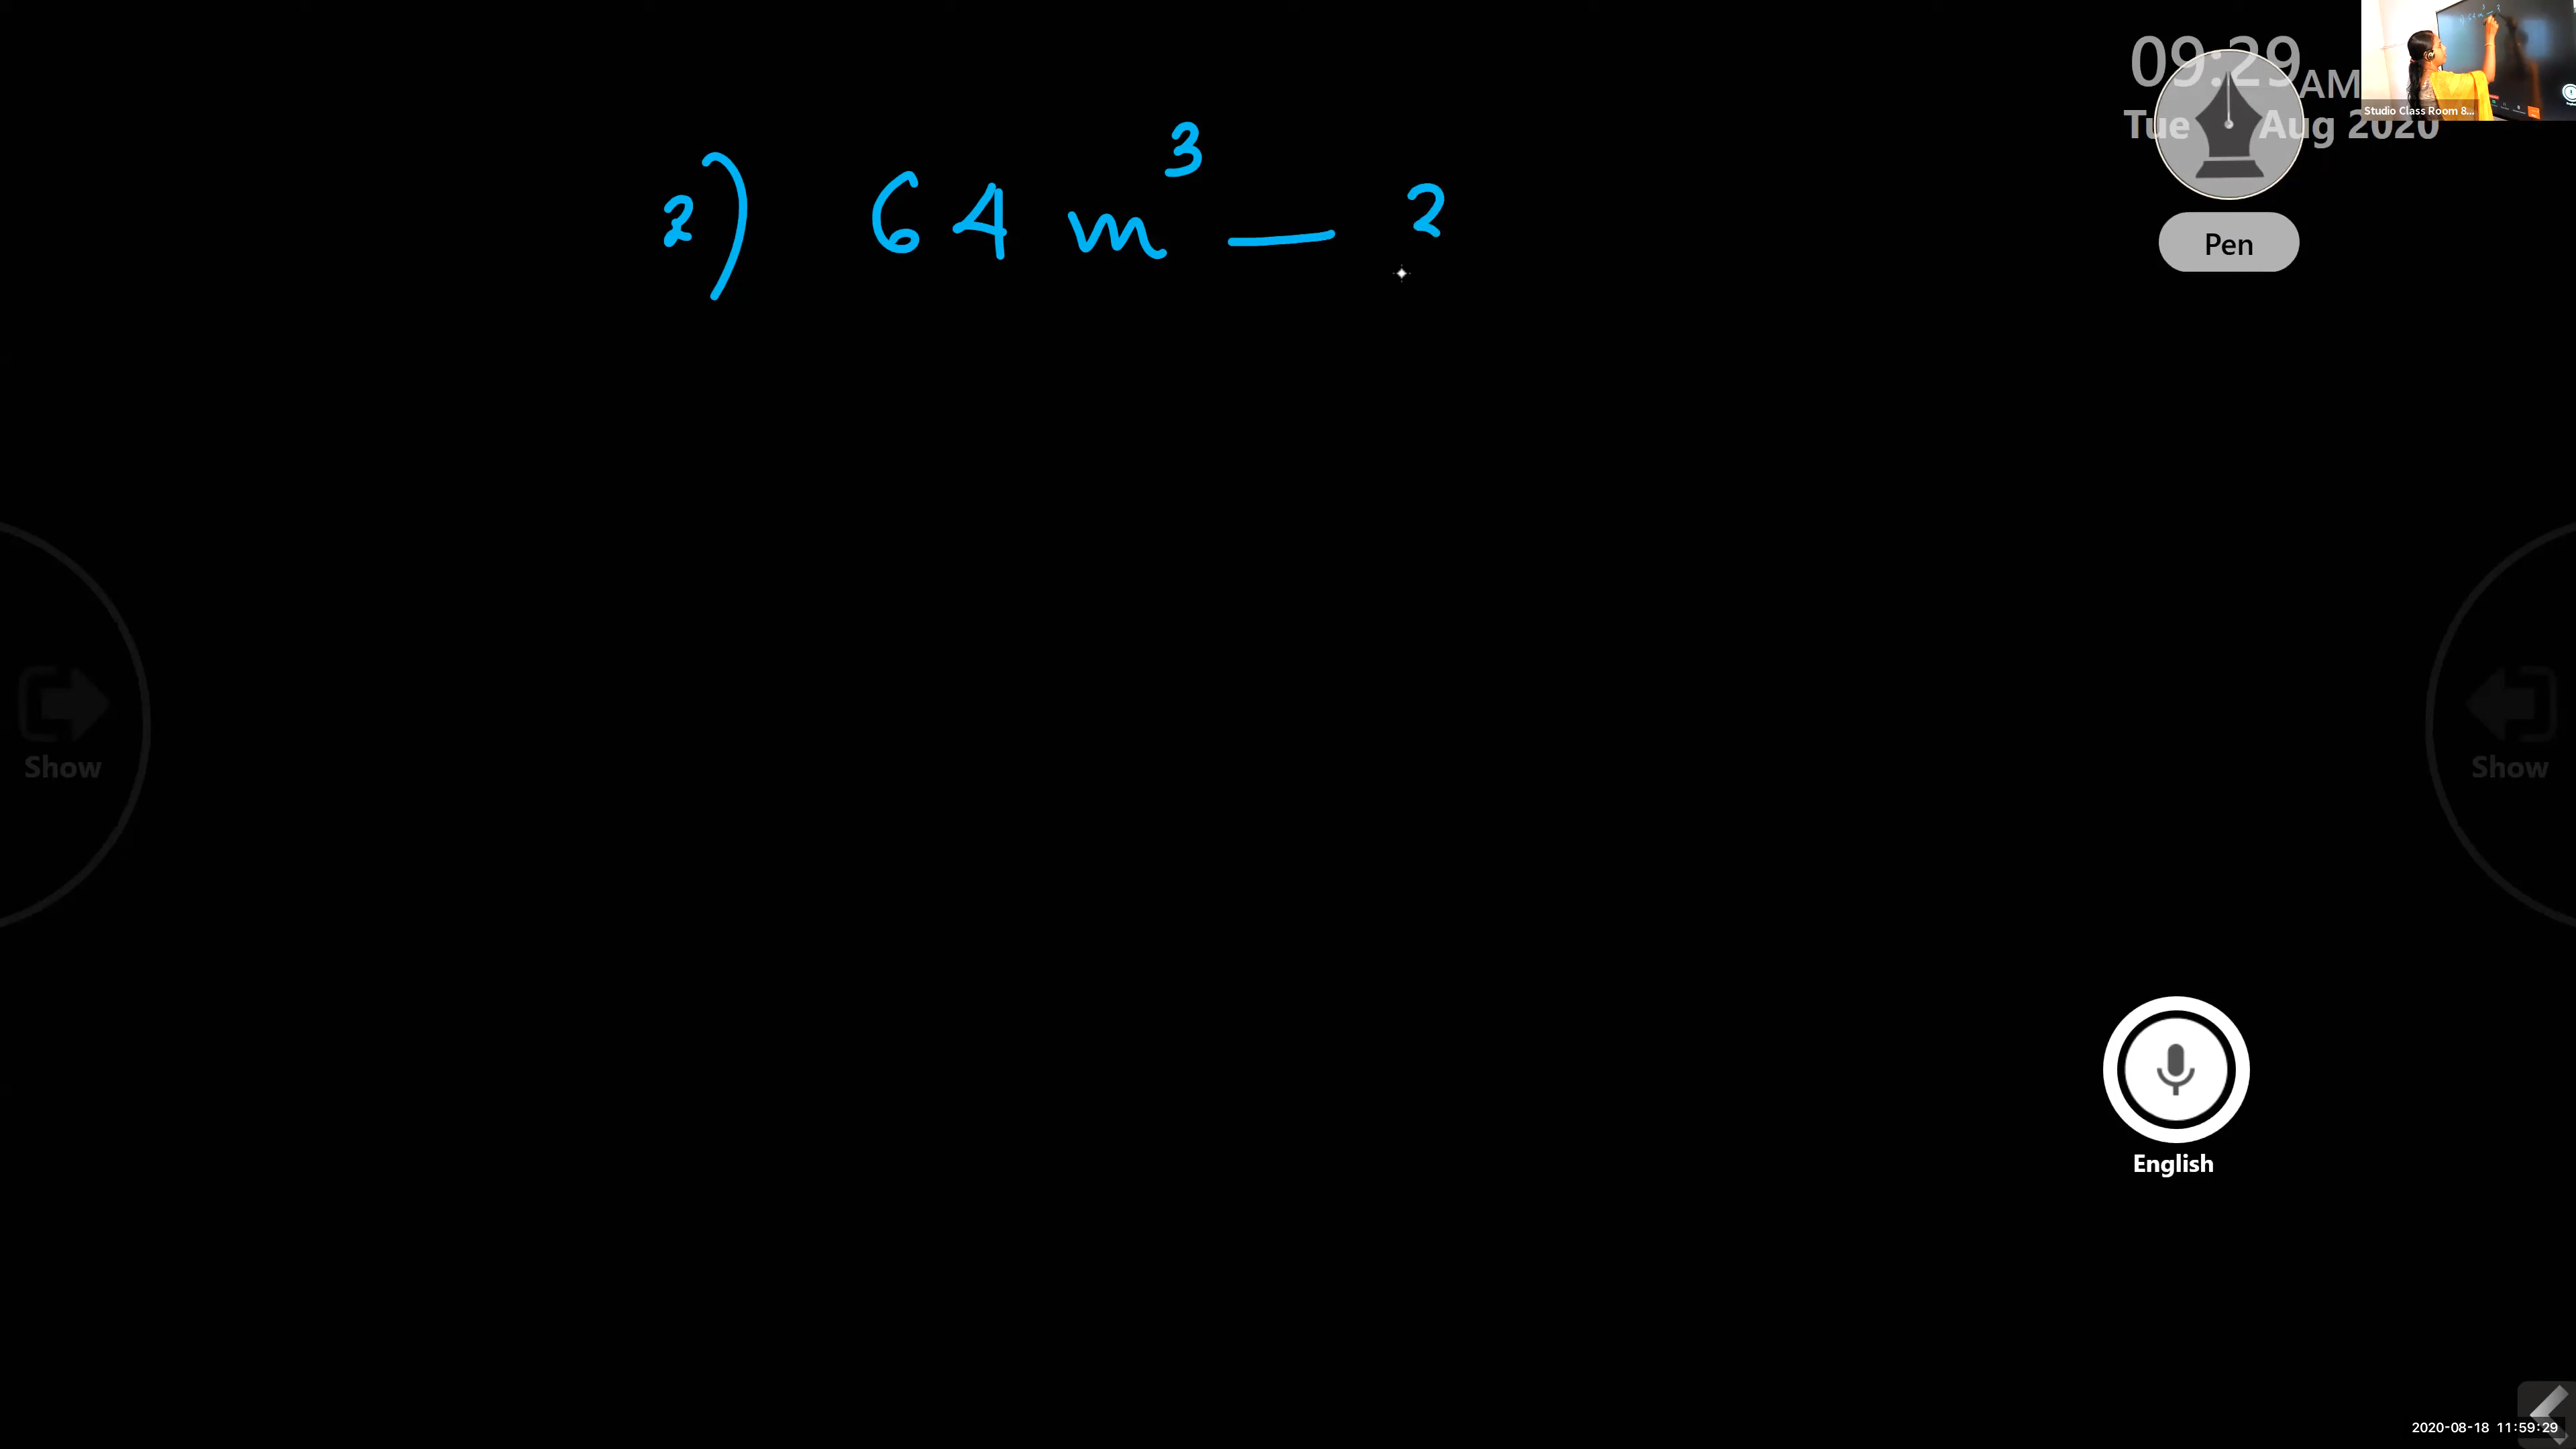 2) 64 m³ — 2
09:29 AM
Tue Aug 2020
Studio Class Room 8...
Pen
Show
Show
English
2020-08-18 11:59:29